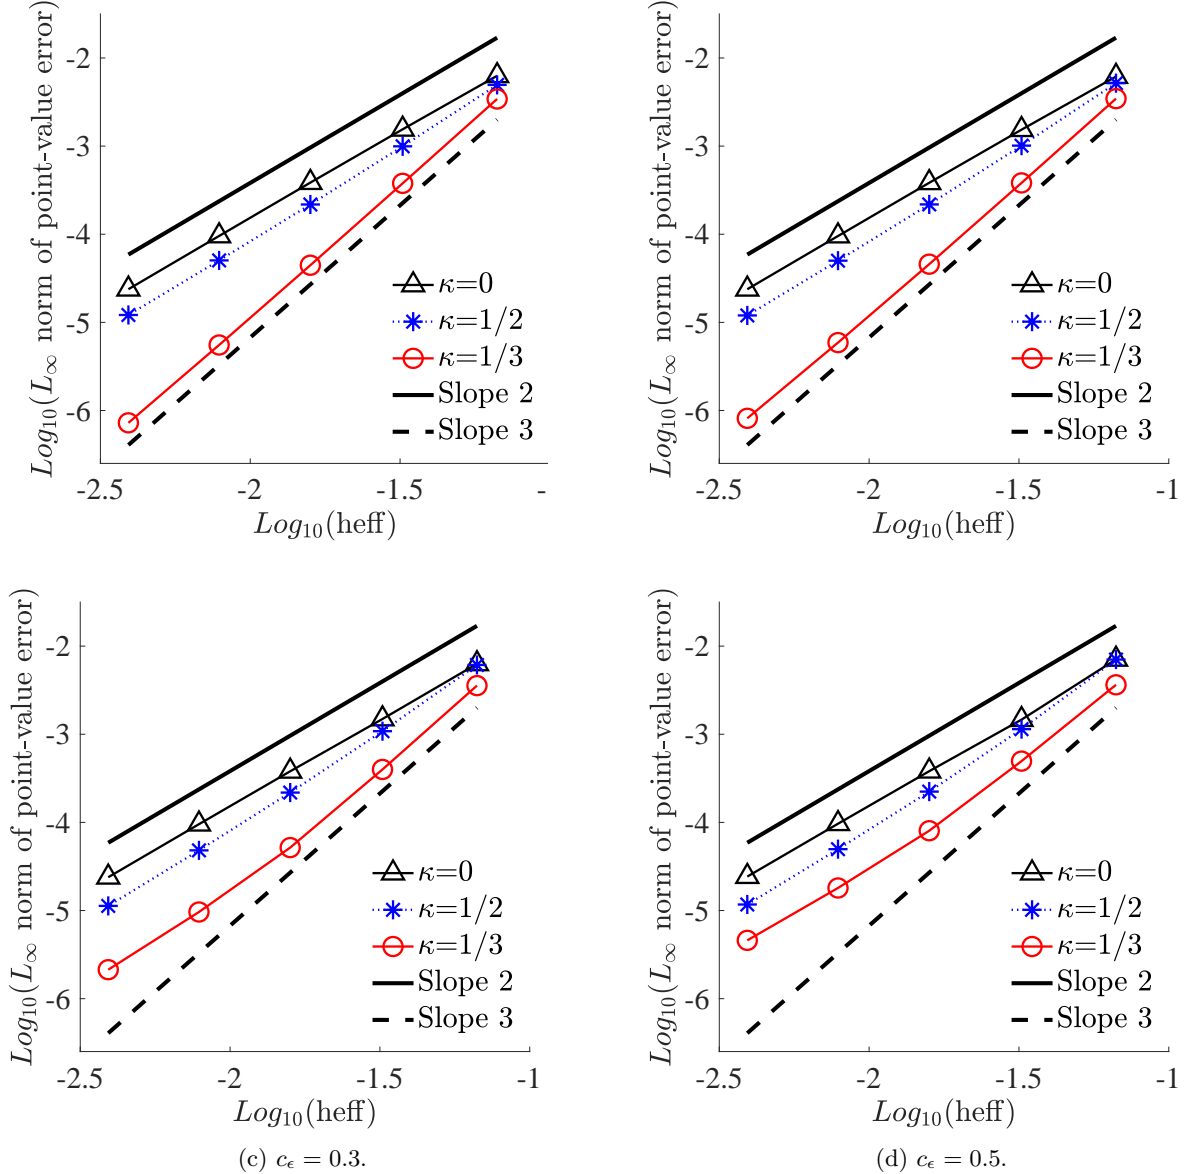 Log₁₀(L∞ norm of point-value error)
-2
-3
-4
-5
-6
κ=0
κ=1/2
κ=1/3
Slope 2
Slope 3
-2.5 -2 -1.5 -
Log₁₀(heff)
Log₁₀(L∞ norm of point-value error)
-2
-3
-4
-5
-6
κ=0
κ=1/2
κ=1/3
Slope 2
Slope 3
-2.5 -2 -1.5 -1
Log₁₀(heff)
Log₁₀(L∞ norm of point-value error)
-2
-3
-4
-5
-6
κ=0
κ=1/2
κ=1/3
Slope 2
Slope 3
-2.5 -2 -1.5 -1
Log₁₀(heff)
(c) cϵ = 0.3.
Log₁₀(L∞ norm of point-value error)
-2
-3
-4
-5
-6
κ=0
κ=1/2
κ=1/3
Slope 2
Slope 3
-2.5 -2 -1.5 -1
Log₁₀(heff)
(d) cϵ = 0.5.